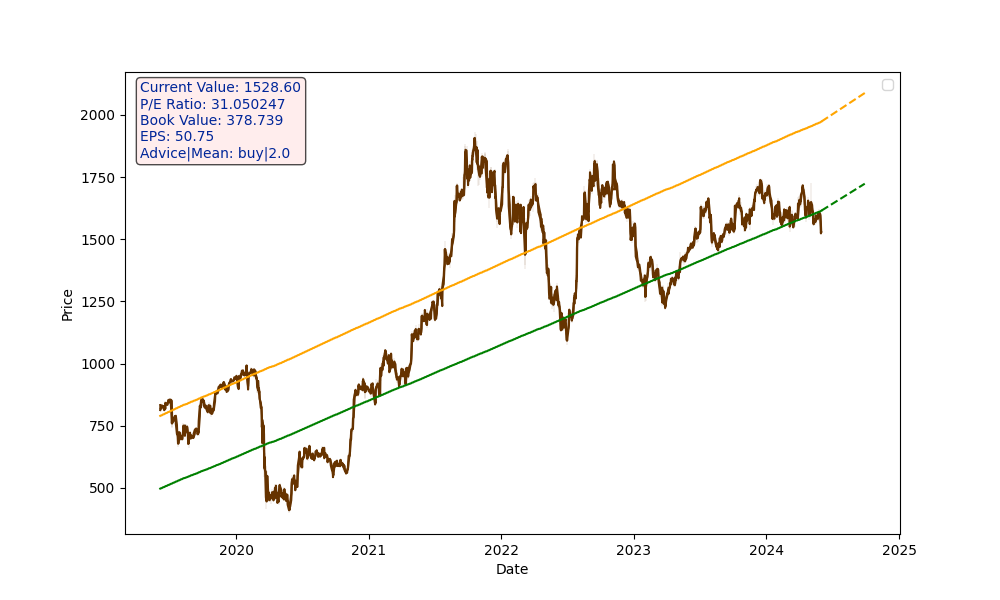 Current Value: 1528.60
P/E Ratio: 31.050247
Book Value: 378.739
EPS: 50.75
Advice|Mean: buy|2.0
Price
2000
1750
1500
1250
1000
750
500
2020 2021 2022 2023 2024 2025
Date